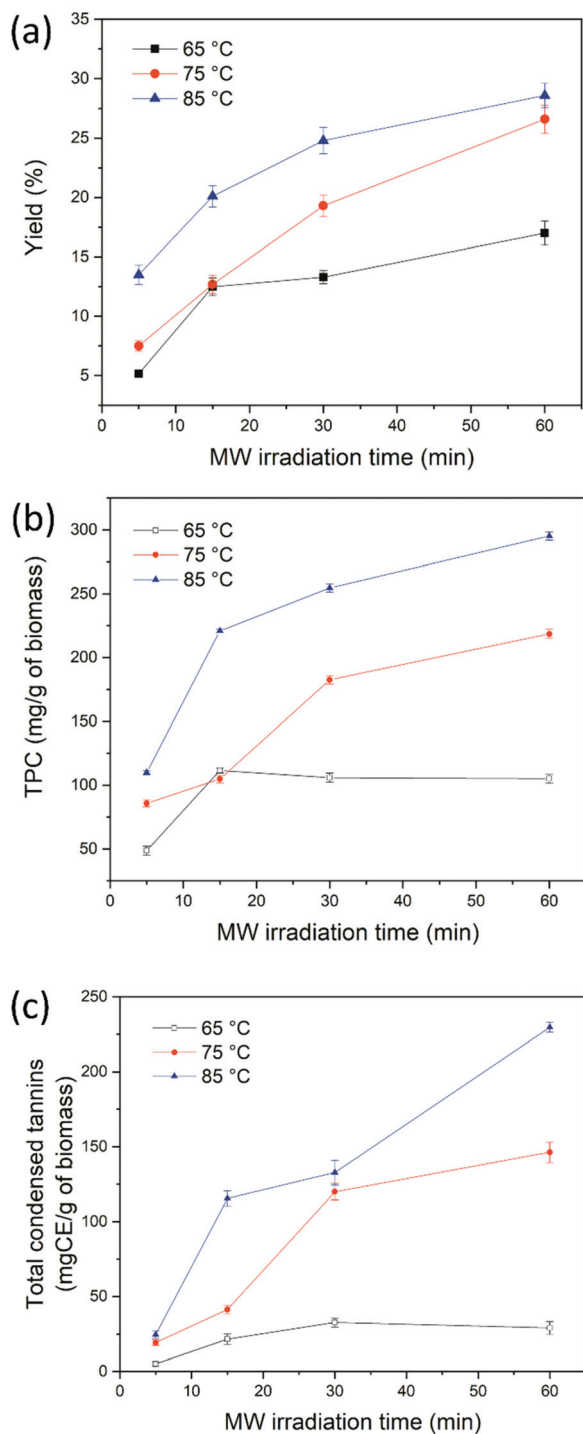 (a)
65 °C
75 °C
85 °C
35
30
25
20
15
10
5
Yield (%)
0 10 20 30 40 50 60
MW irradiation time (min)
(b)
65 °C
75 °C
85 °C
300
250
200
150
100
50
TPC (mg/g of biomass)
0 10 20 30 40 50 60
MW irradiation time (min)
(c)
65 °C
75 °C
85 °C
250
200
150
100
50
0
Total condensed tannins
(mgCE/g of biomass)
0 10 20 30 40 50 60
MW irradiation time (min)